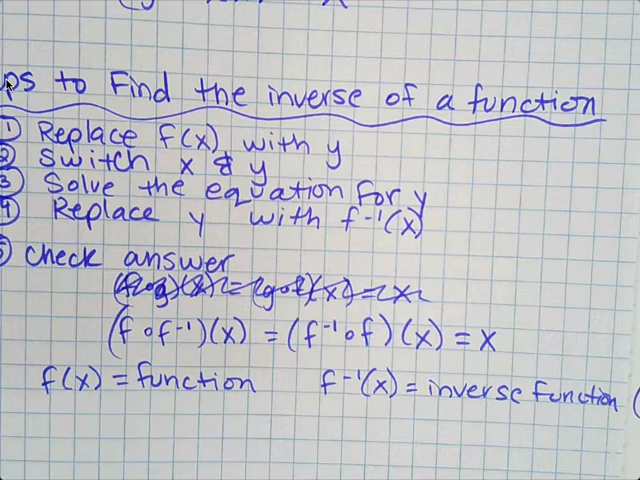 ps to Find the inverse of a function
① Replace f(x) with y
② switch x & y
③ Solve the equation for y
④ Replace y with f⁻¹(x)
⑤ check answer
(f∘f⁻¹)(x) = (f⁻¹∘f)(x) = x
f(x) = function f⁻¹(x) = inverse function (